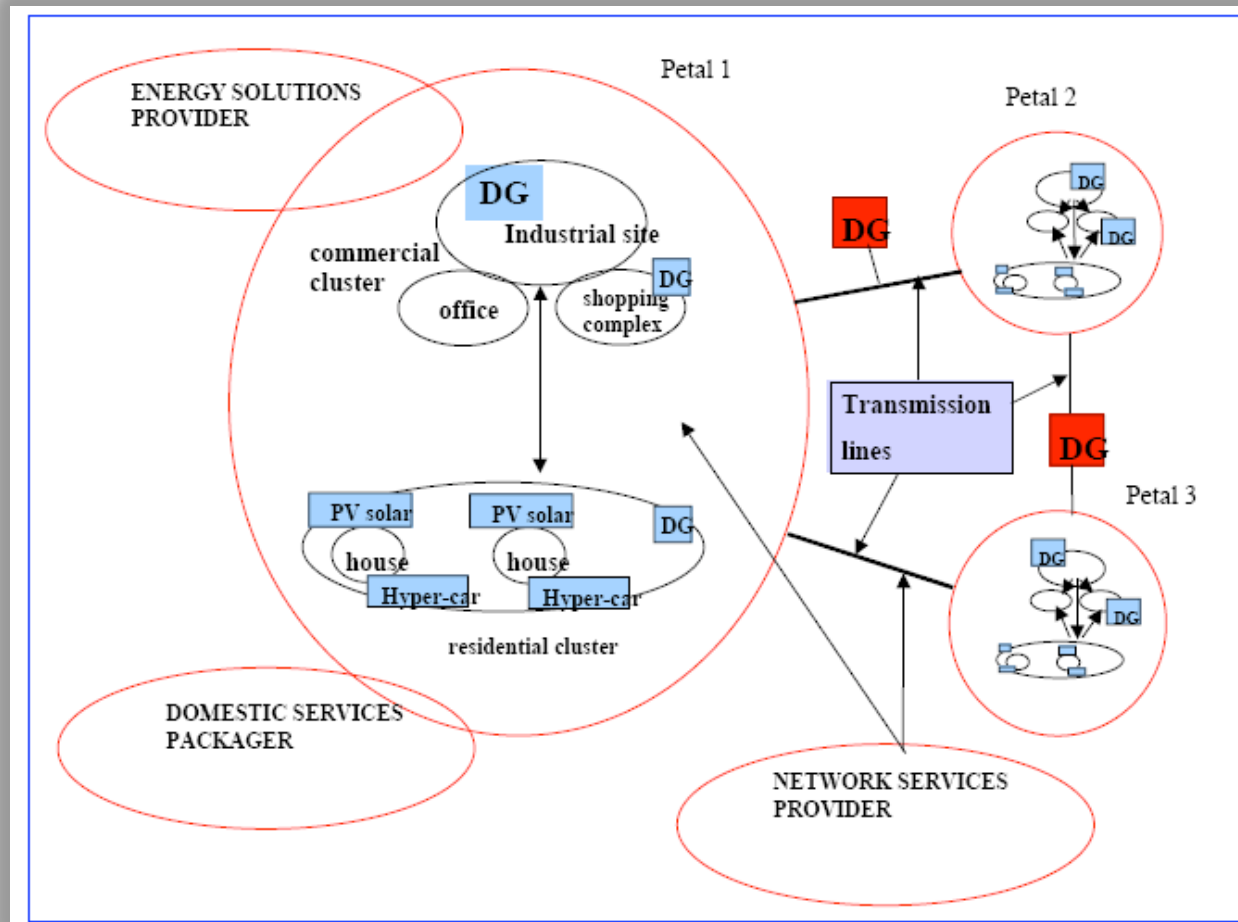 Petal 1
ENERGY SOLUTIONS
PROVIDER
Petal 2
DG
Industrial site
commercial
cluster
office
DG
shopping
complex
DG
DG
DG
Transmission
lines
DG
Petal 3
PV solar
house
Hyper-car
PV solar
house
Hyper-car
DG
residential cluster
DG
DG
DOMESTIC SERVICES
PACKAGER
NETWORK SERVICES
PROVIDER